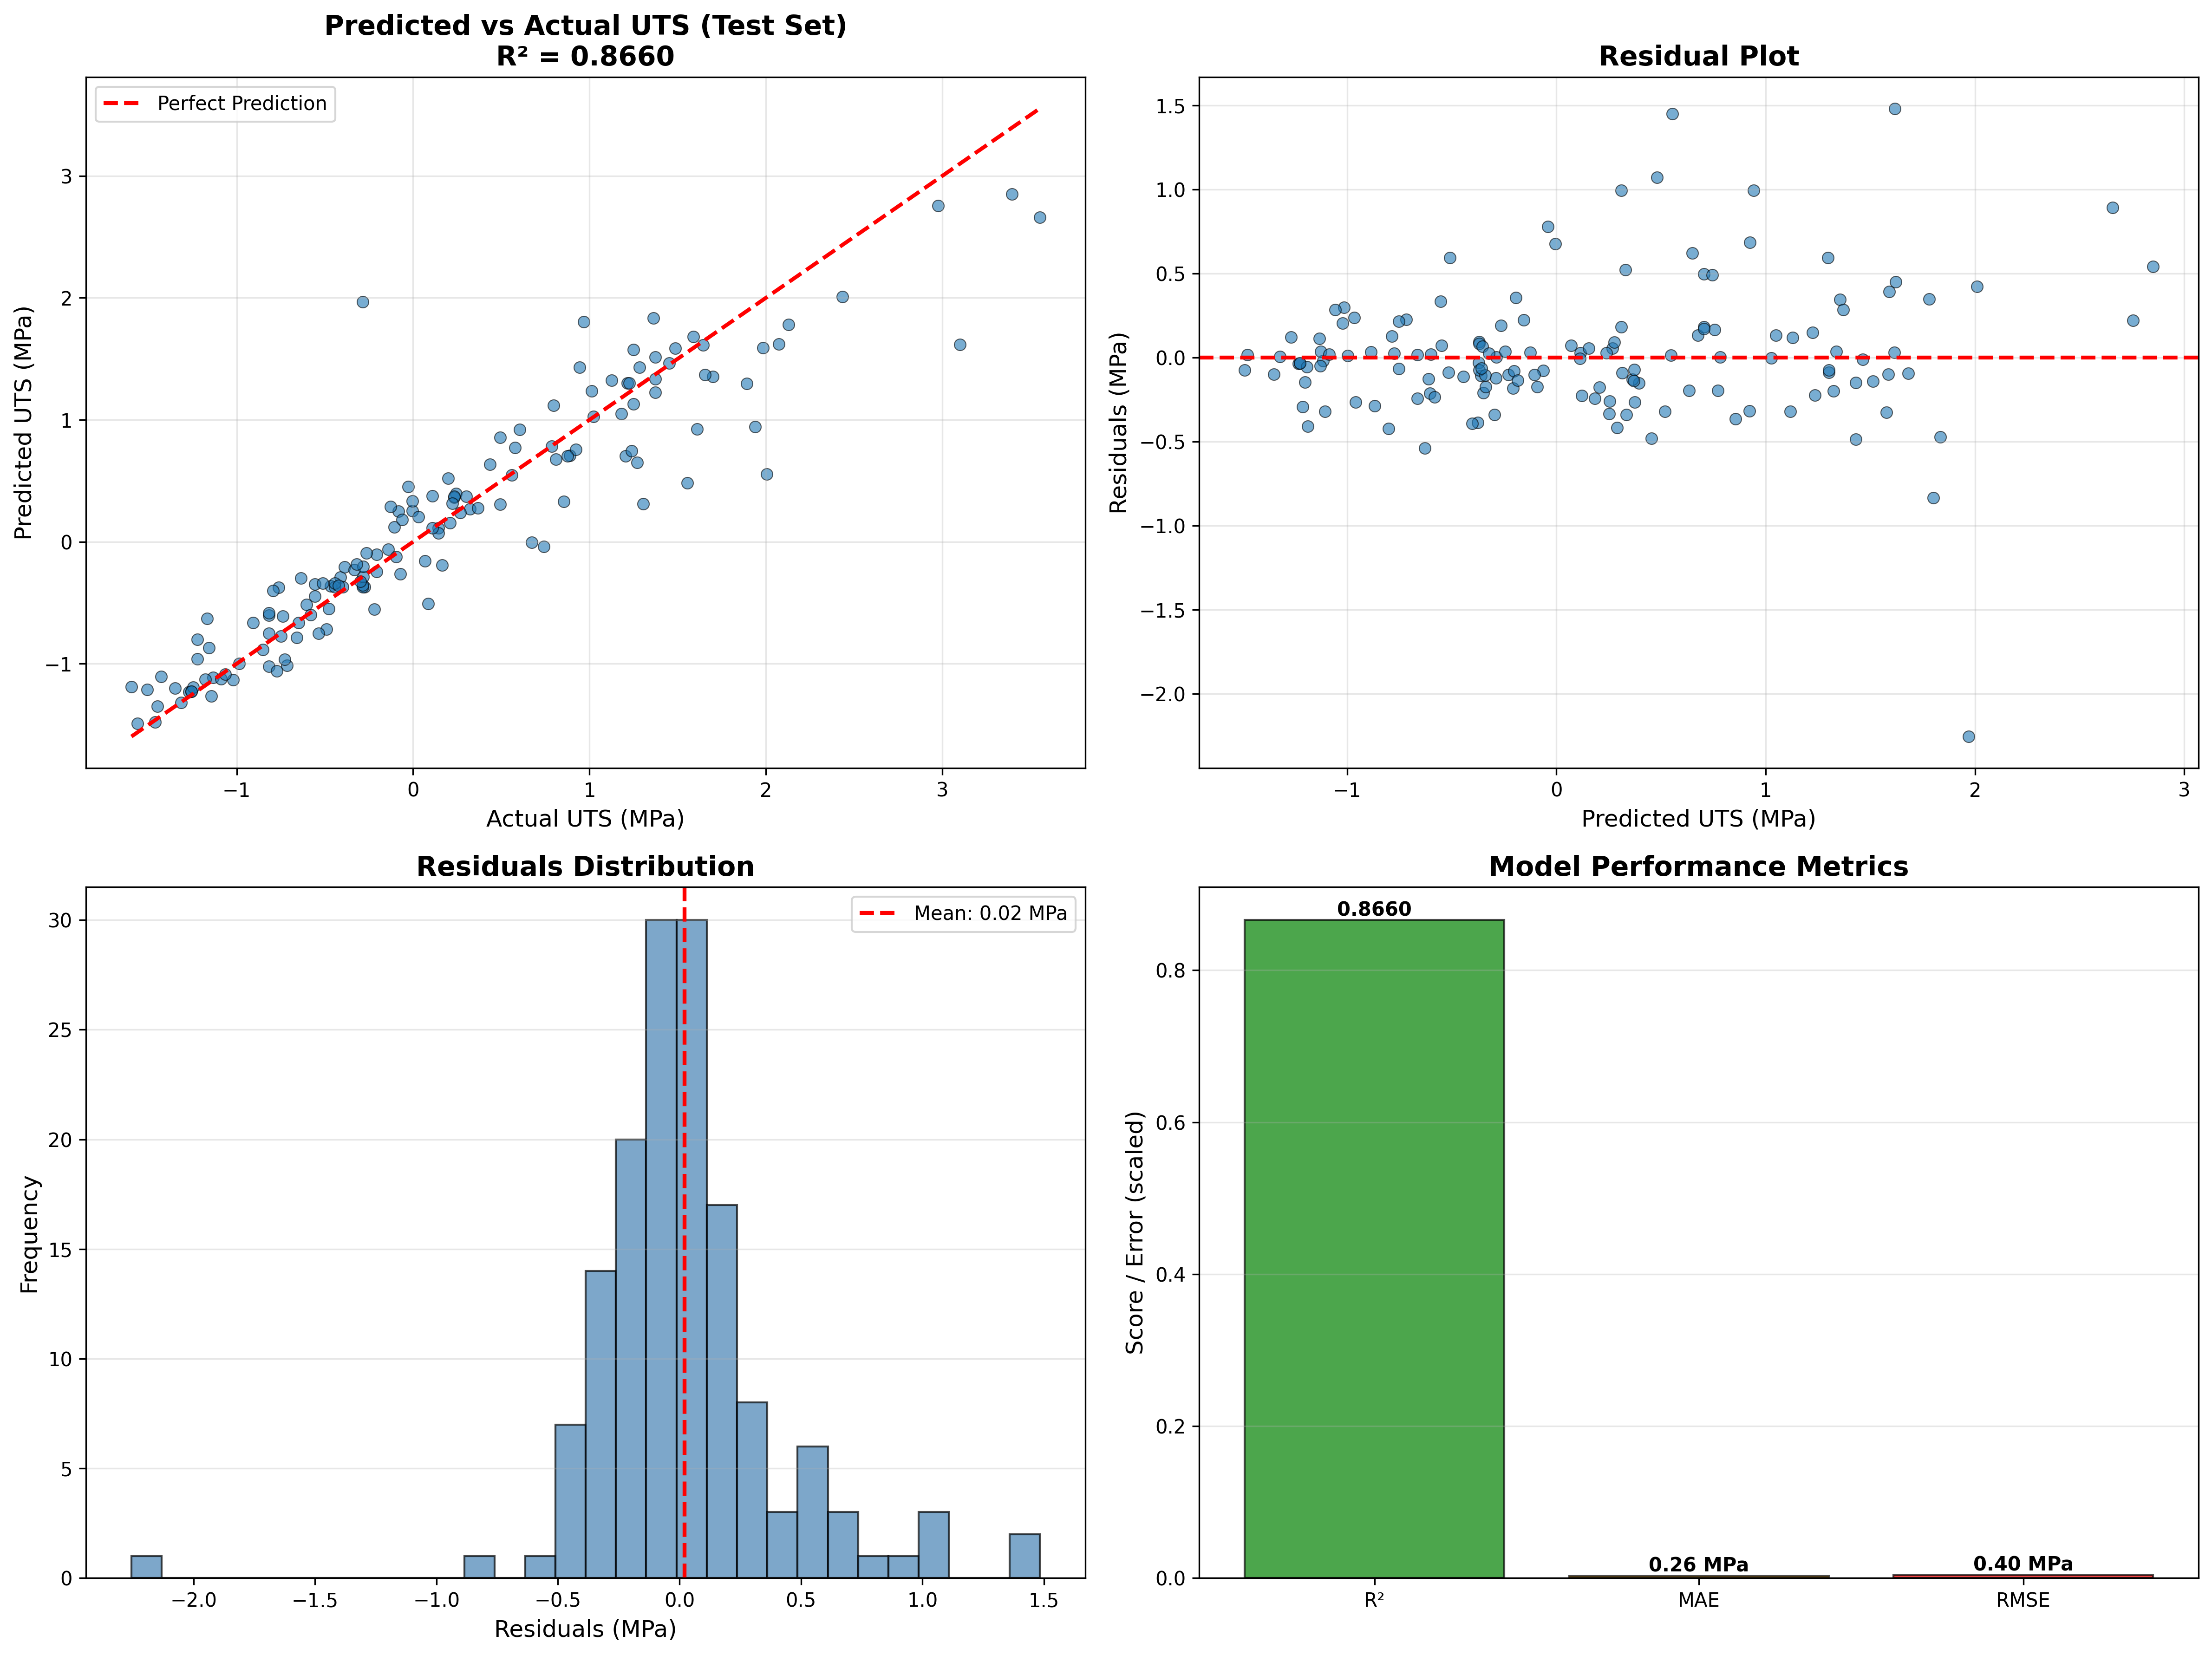 Predicted vs Actual UTS (Test Set)
R² = 0.8660
Perfect Prediction
3
2
1
0
−1
Predicted UTS (MPa)
−1
0
1
2
3
Actual UTS (MPa)
Residual Plot
1.5
1.0
0.5
0.0
−0.5
−1.0
−1.5
−2.0
Residuals (MPa)
−1
0
1
2
3
Predicted UTS (MPa)
Residuals Distribution
Mean: 0.02 MPa
30
25
20
15
10
5
0
Frequency
−2.0
−1.5
−1.0
−0.5
0.0
0.5
1.0
1.5
Residuals (MPa)
Model Performance Metrics
0.8660
0.26 MPa
0.40 MPa
0.8
0.6
0.4
0.2
0.0
Score / Error (scaled)
R²
MAE
RMSE